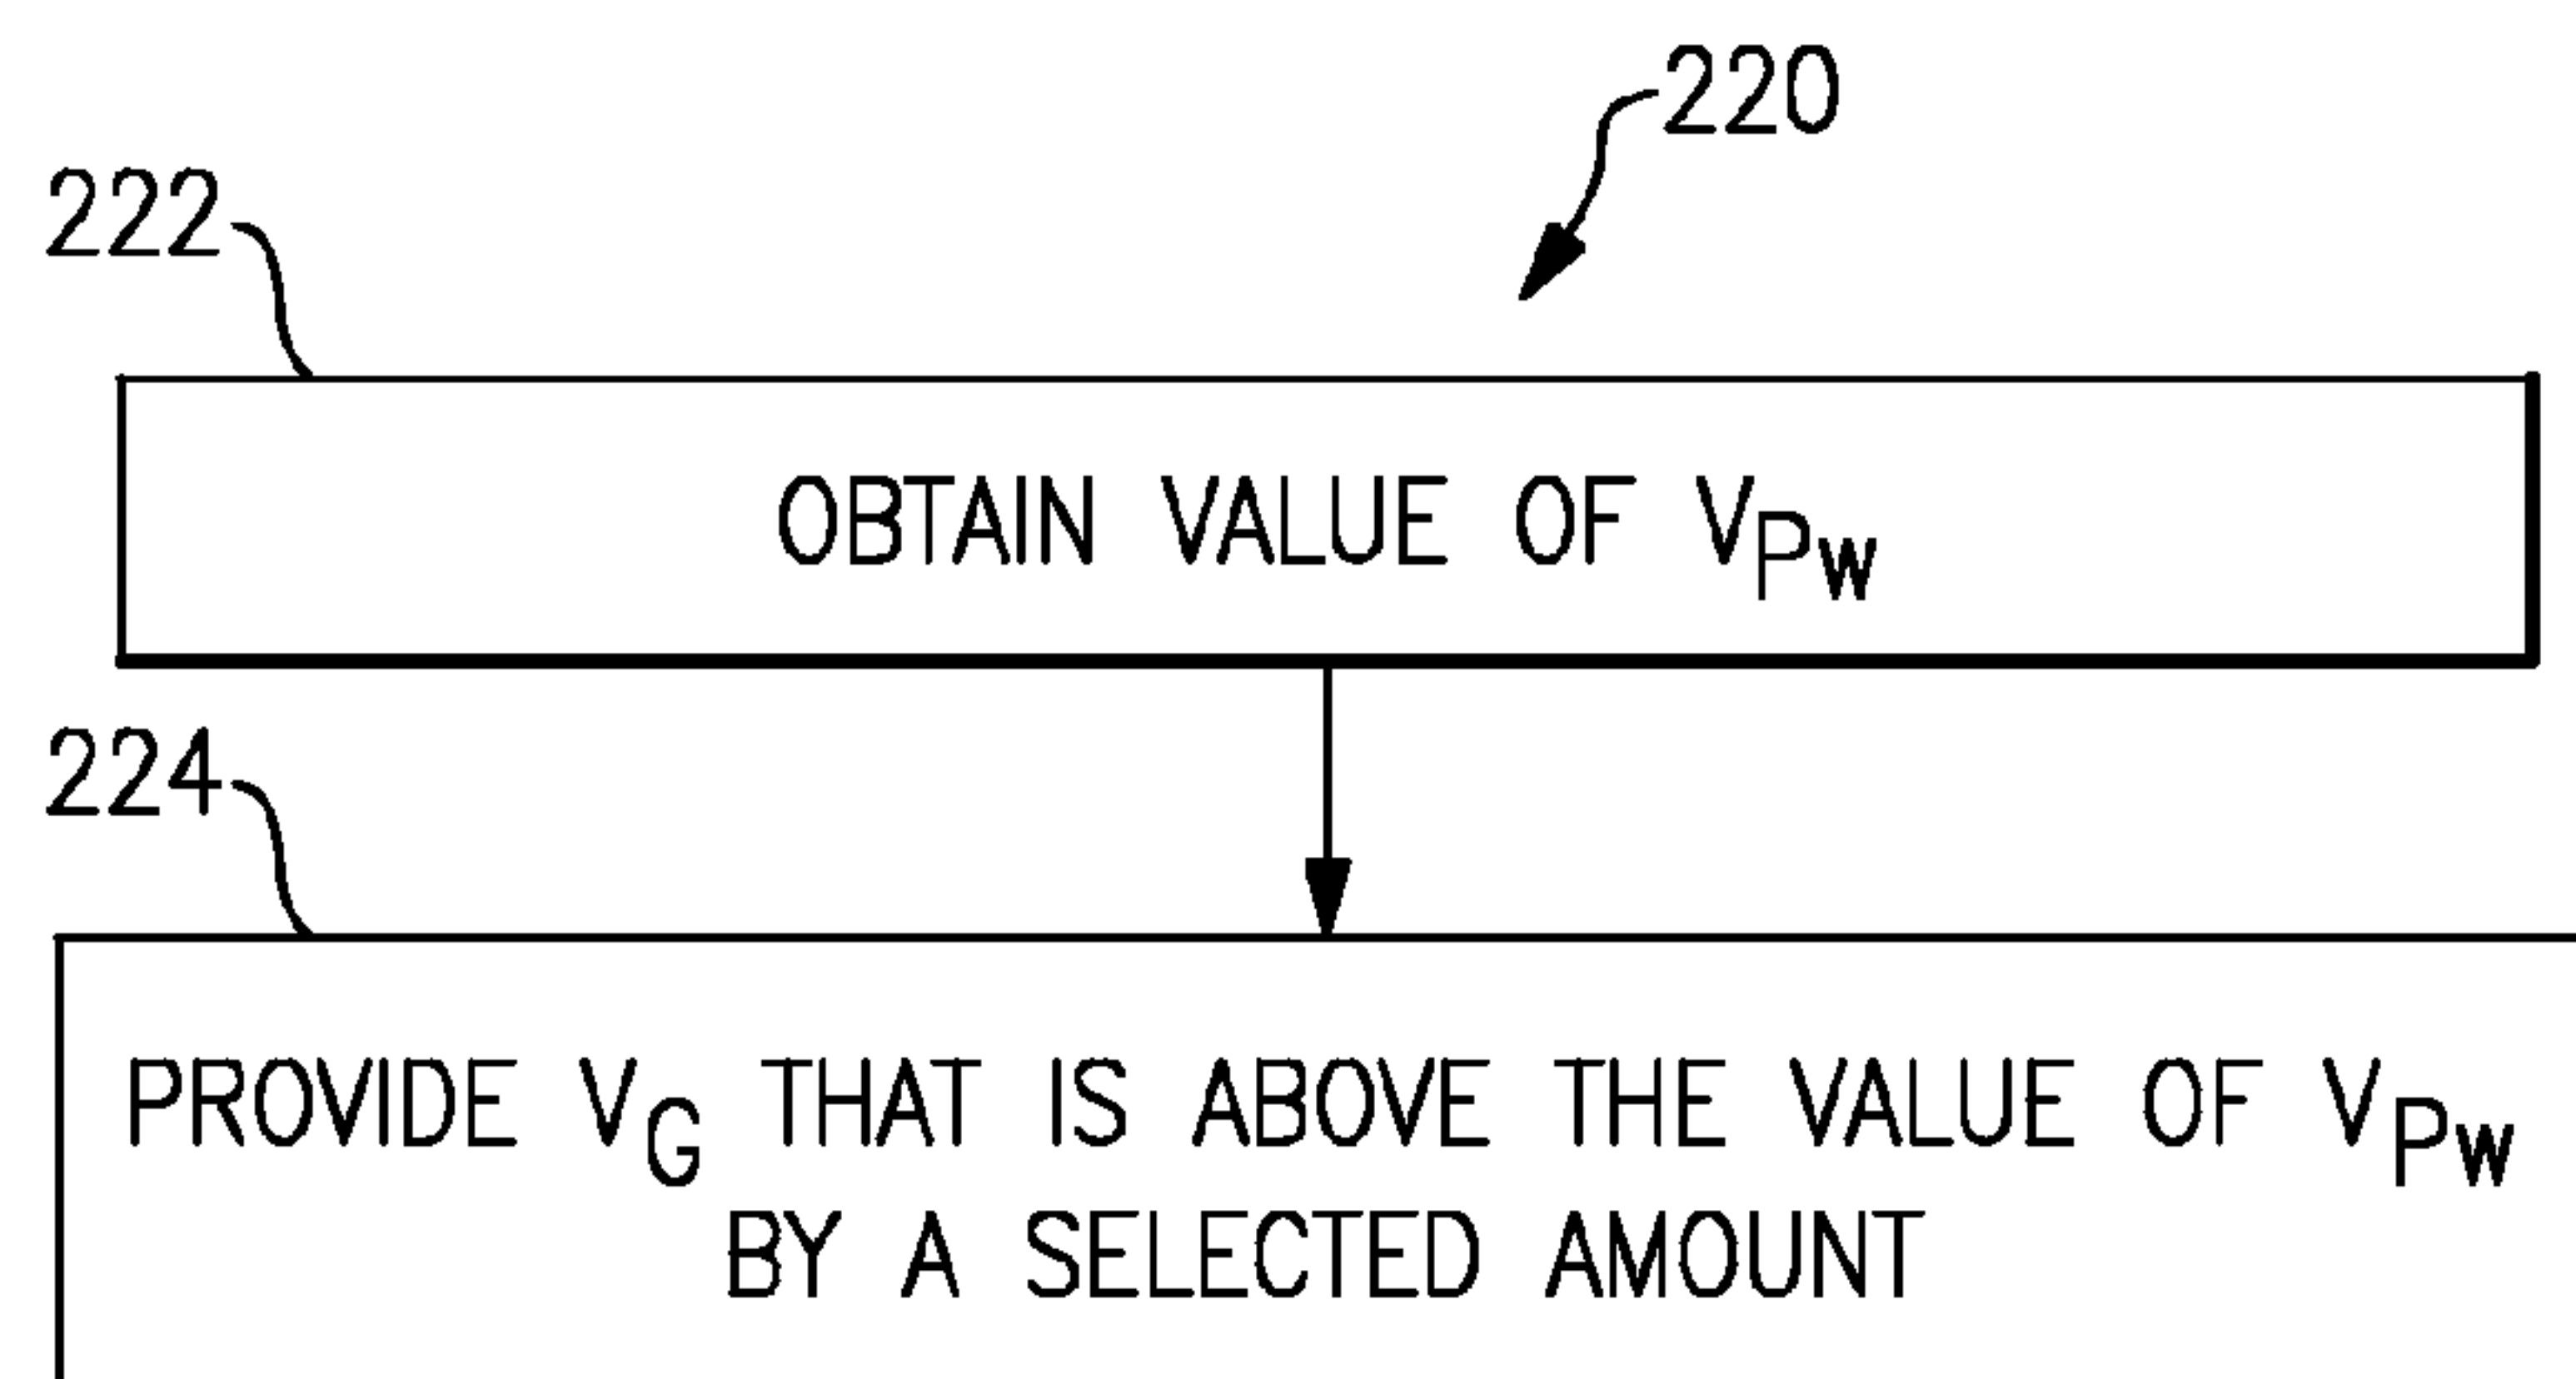 220
222
OBTAIN VALUE OF VPW
224
PROVIDE VG THAT IS ABOVE THE VALUE OF VPW
BY A SELECTED AMOUNT